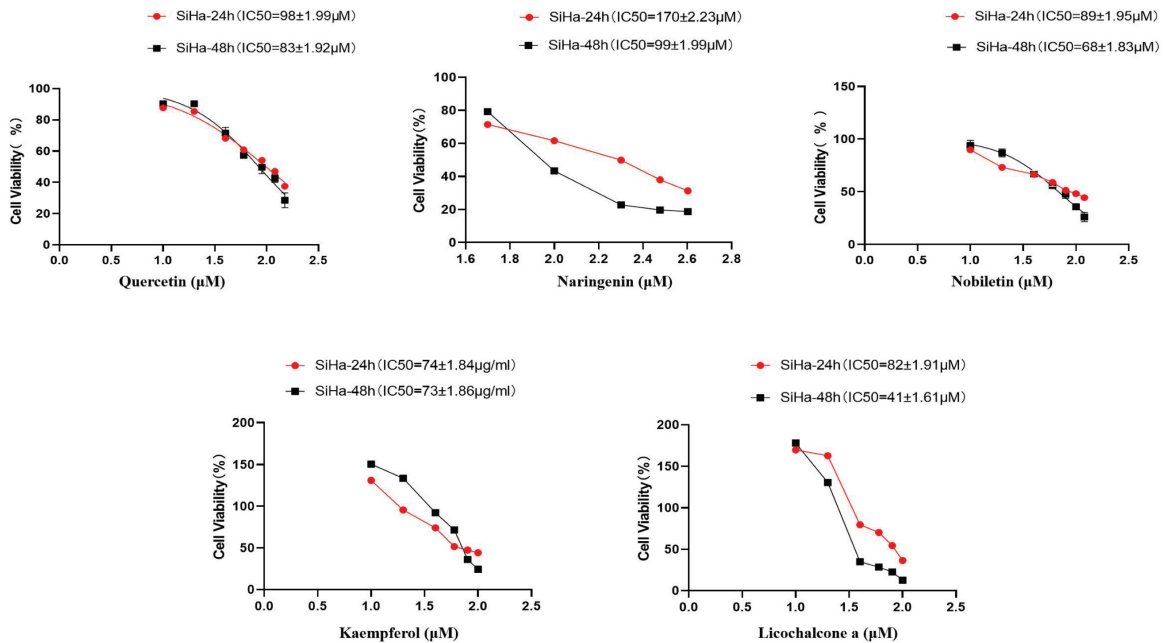 SiHa-24h(IC50=98±1.99μM)
SiHa-48h(IC50=83±1.92μM)
100
80
60
40
20
0
Cell Viability( %)
0.0 0.5 1.0 1.5 2.0 2.5
Quercetin (μM)
SiHa-24h(IC50=170±2.23μM)
SiHa-48h(IC50=99±1.99μM)
100
80
60
40
20
0
Cell Viability(%)
1.6 1.8 2.0 2.2 2.4 2.6 2.8
Naringenin (μM)
SiHa-24h(IC50=89±1.95μM)
SiHa-48h(IC50=68±1.83μM)
150
100
50
0
Cell Viability( %)
0.0 0.5 1.0 1.5 2.0 2.5
Nobiletin (μM)
SiHa-24h(IC50=74±1.84μg/ml)
SiHa-48h(IC50=73±1.86μg/ml)
200
150
100
50
0
Cell Viability(%)
0.0 0.5 1.0 1.5 2.0 2.5
Kaempferol (μM)
SiHa-24h(IC50=82±1.91μM)
SiHa-48h(IC50=41±1.61μM)
200
150
100
50
0
Cell Viability(%)
0.0 0.5 1.0 1.5 2.0 2.5
Licochalcone a (μM)